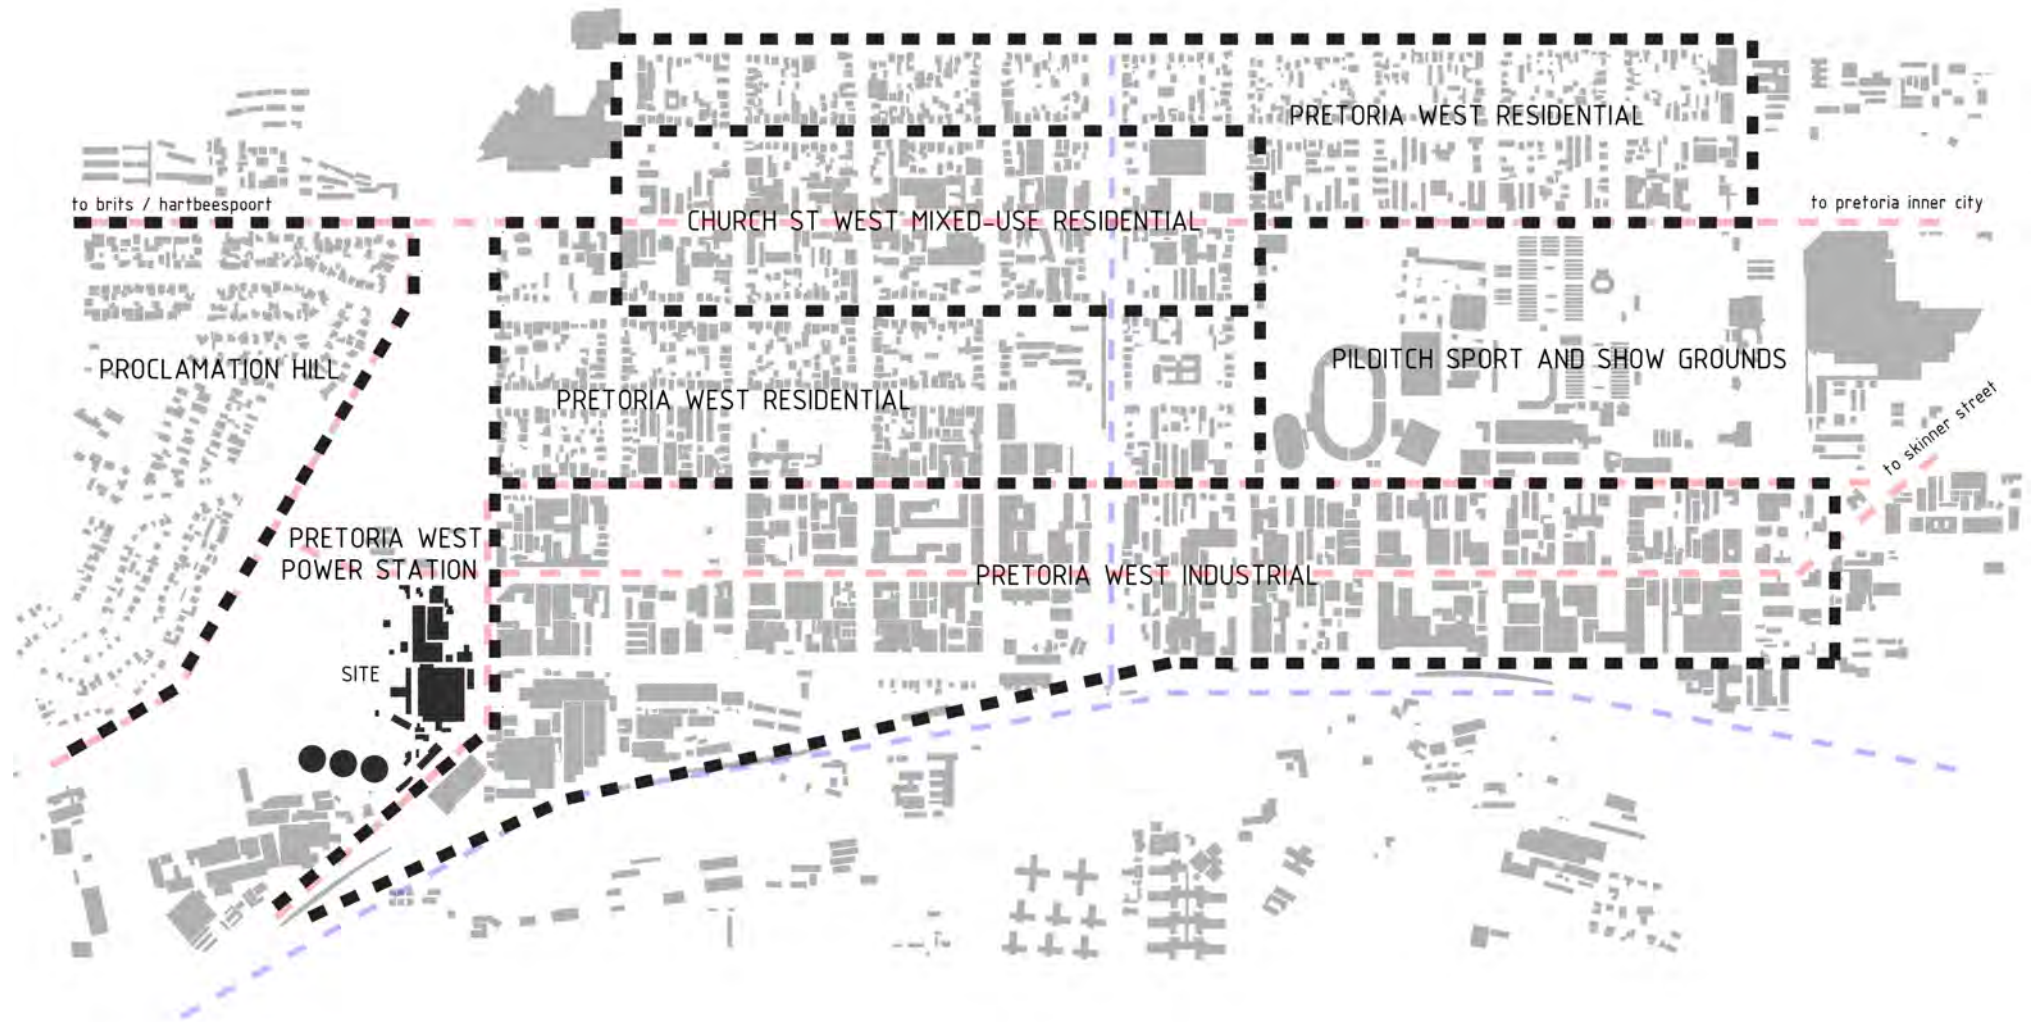 PRETORIA WEST RESIDENTIAL
to brits / hartbeespoort
to pretoria inner city
CHURCH ST WEST MIXED-USE RESIDENTIAL
PROCLAMATION HILL
PILDITCH SPORT AND SHOW GROUNDS
PRETORIA WEST RESIDENTIAL
to skinner street
PRETORIA WEST
POWER STATION
PRETORIA WEST INDUSTRIAL
SITE